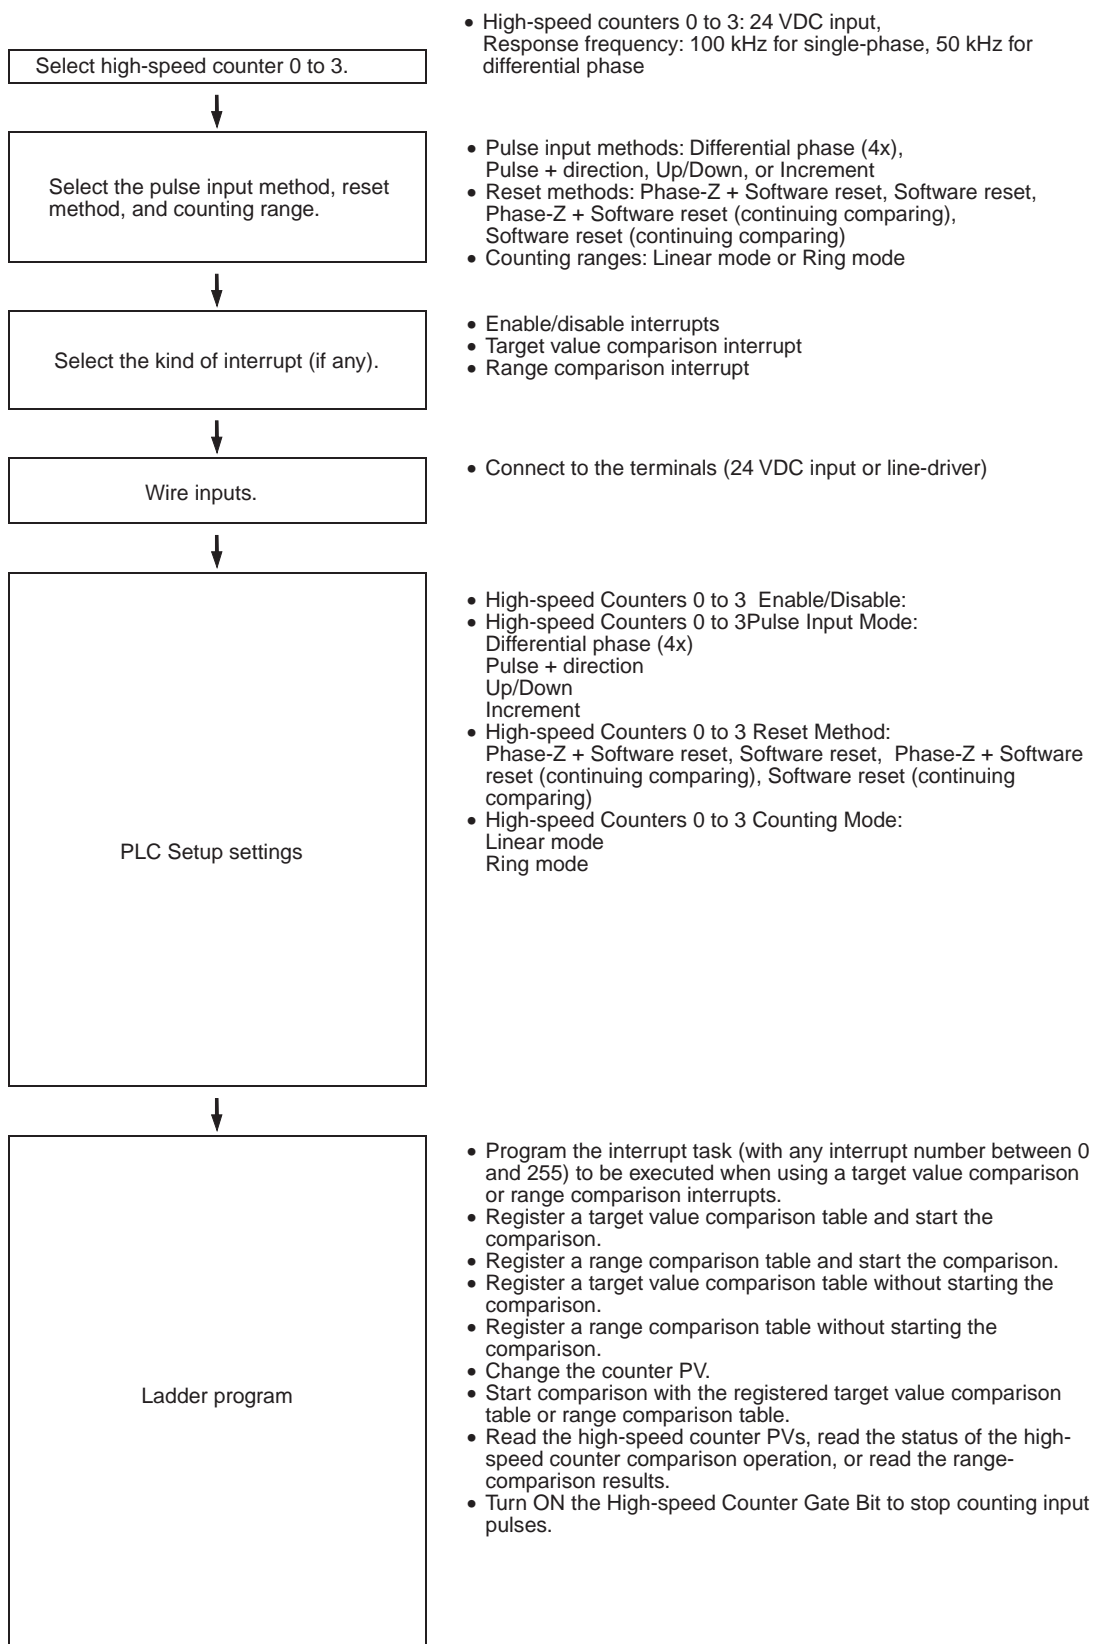 • High-speed counters 0 to 3: 24 VDC input,
Response frequency: 100 kHz for single-phase, 50 kHz for
differential phase
Select high-speed counter 0 to 3.
Select the pulse input method, reset
method, and counting range.
• Pulse input methods: Differential phase (4x),
Pulse + direction, Up/Down, or Increment
• Reset methods: Phase-Z + Software reset, Software reset,
Phase-Z + Software reset (continuing comparing),
Software reset (continuing comparing)
• Counting ranges: Linear mode or Ring mode
Select the kind of interrupt (if any).
• Enable/disable interrupts
• Target value comparison interrupt
• Range comparison interrupt
Wire inputs.
• Connect to the terminals (24 VDC input or line-driver)
PLC Setup settings
• High-speed Counters 0 to 3  Enable/Disable:
• High-speed Counters 0 to 3Pulse Input Mode:
Differential phase (4x)
Pulse + direction
Up/Down
Increment
• High-speed Counters 0 to 3 Reset Method:
Phase-Z + Software reset, Software reset,  Phase-Z + Software
reset (continuing comparing), Software reset (continuing
comparing)
• High-speed Counters 0 to 3 Counting Mode:
Linear mode
Ring mode
Ladder program
• Program the interrupt task (with any interrupt number between 0
and 255) to be executed when using a target value comparison
or range comparison interrupts.
• Register a target value comparison table and start the
comparison.
• Register a range comparison table and start the comparison.
• Register a target value comparison table without starting the
comparison.
• Register a range comparison table without starting the
comparison.
• Change the counter PV.
• Start comparison with the registered target value comparison
table or range comparison table.
• Read the high-speed counter PVs, read the status of the high-
speed counter comparison operation, or read the range-
comparison results.
• Turn ON the High-speed Counter Gate Bit to stop counting input
pulses.